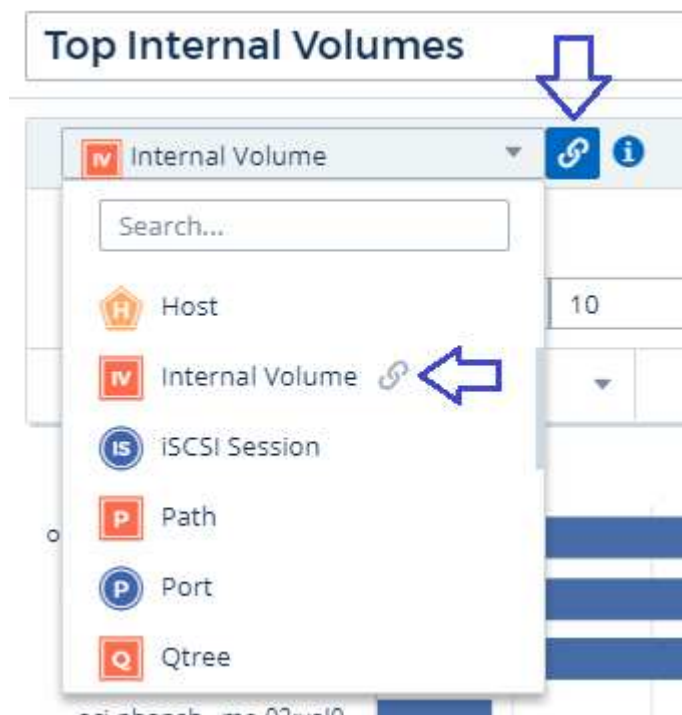 Top Internal Volumes
IV Internal Volume i
Search...
H Host
10
IV Internal Volume
IS iSCSI Session
P Path
o
P Port
Q Qtree